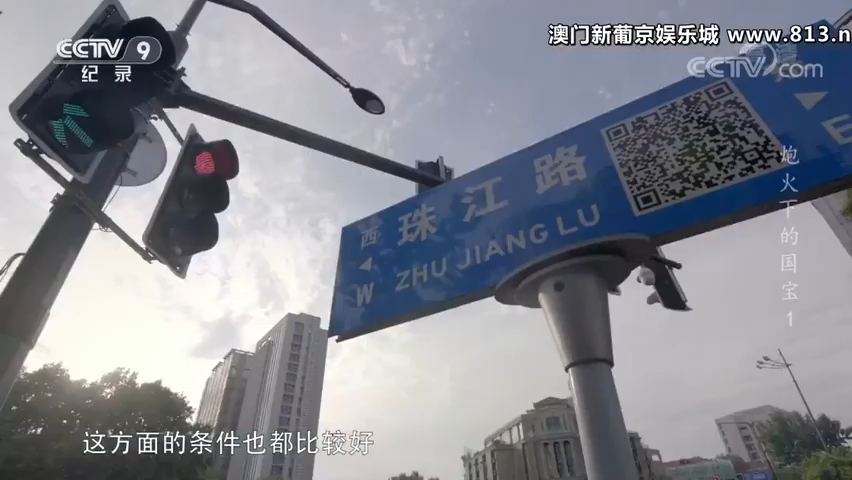 CCTV 9
纪录
澳门新葡京娱乐城 www.813.n
CCTV.com
西
W
珠江路
ZHU JIANG LU
E
炮火下的国宝 1
这方面的条件也都比较好